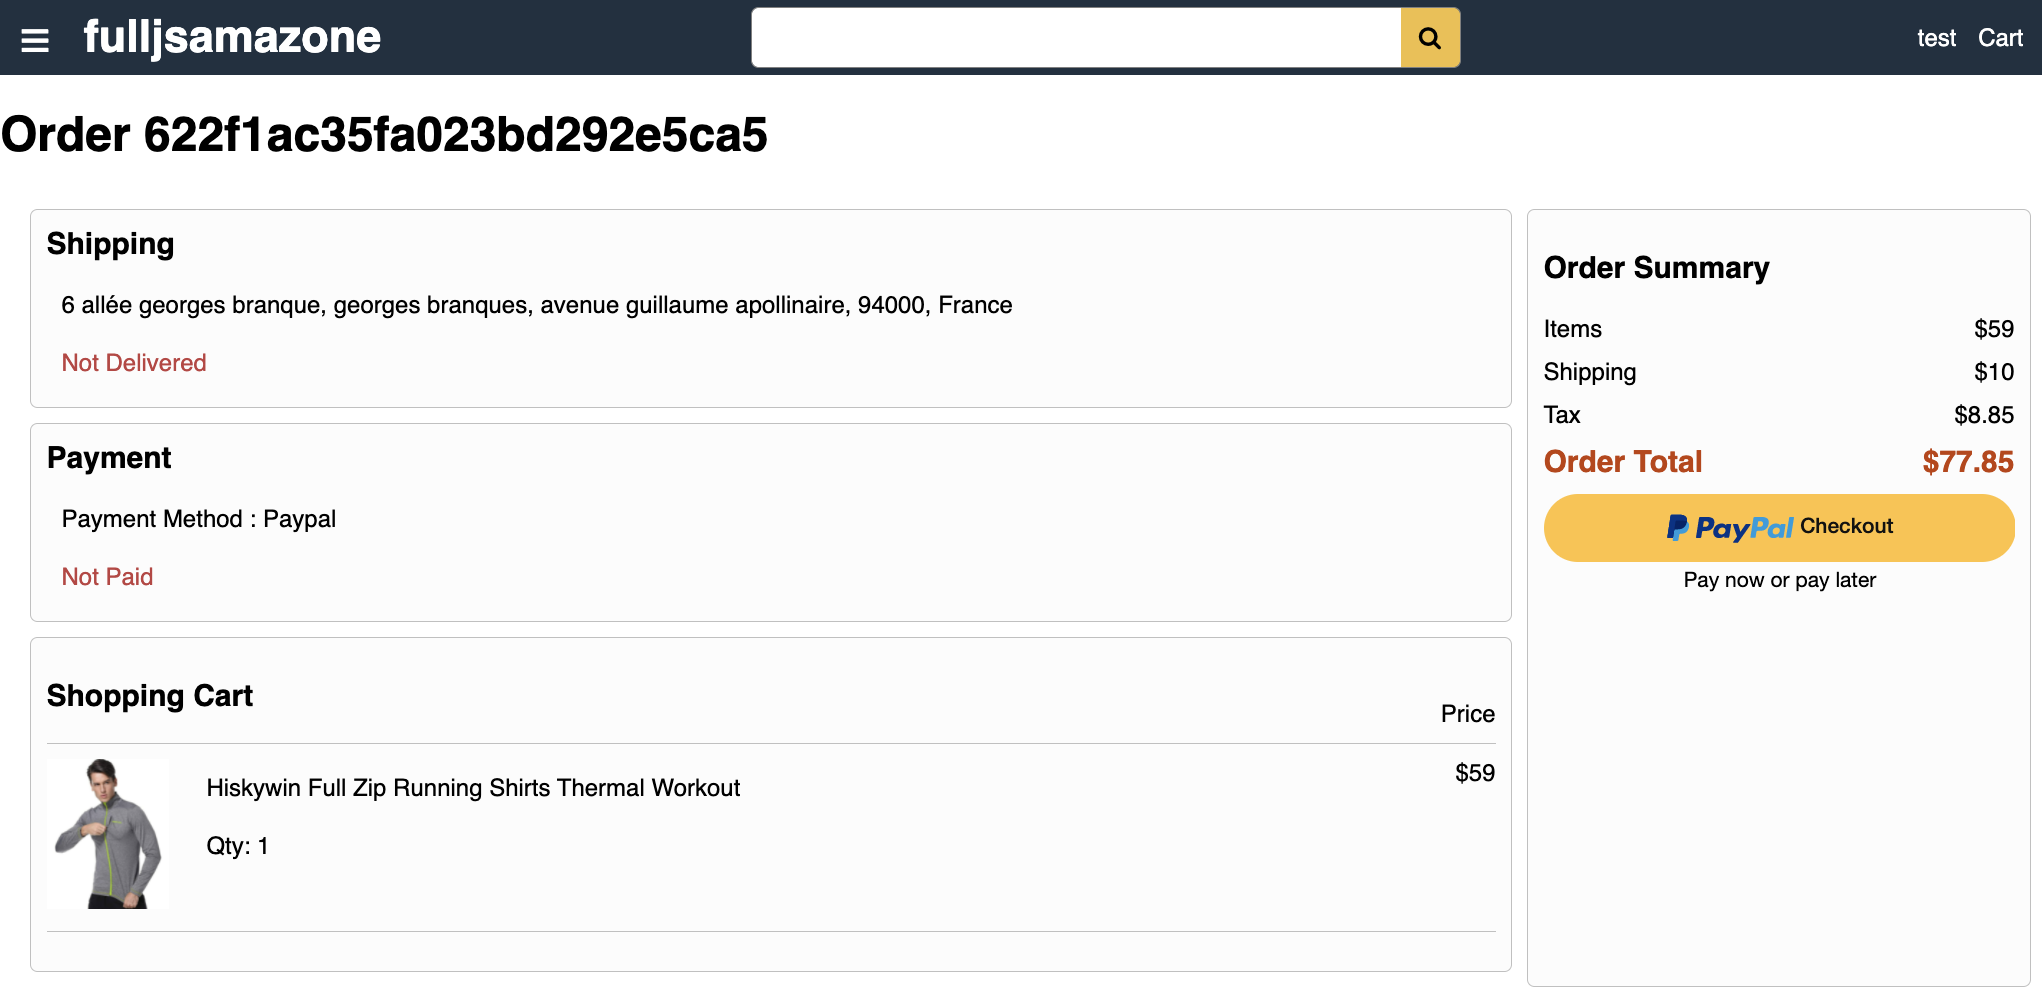 fulljsamazone
test Cart
Order 622f1ac35fa023bd292e5ca5
Shipping
6 allée georges branque, georges branques, avenue guillaume apollinaire, 94000, France
Not Delivered
Payment
Payment Method : Paypal
Not Paid
Shopping Cart
Price
Hiskywin Full Zip Running Shirts Thermal Workout
$59
Qty: 1
Order Summary
Items $59
Shipping $10
Tax $8.85
Order Total $77.85
PayPal Checkout
Pay now or pay later